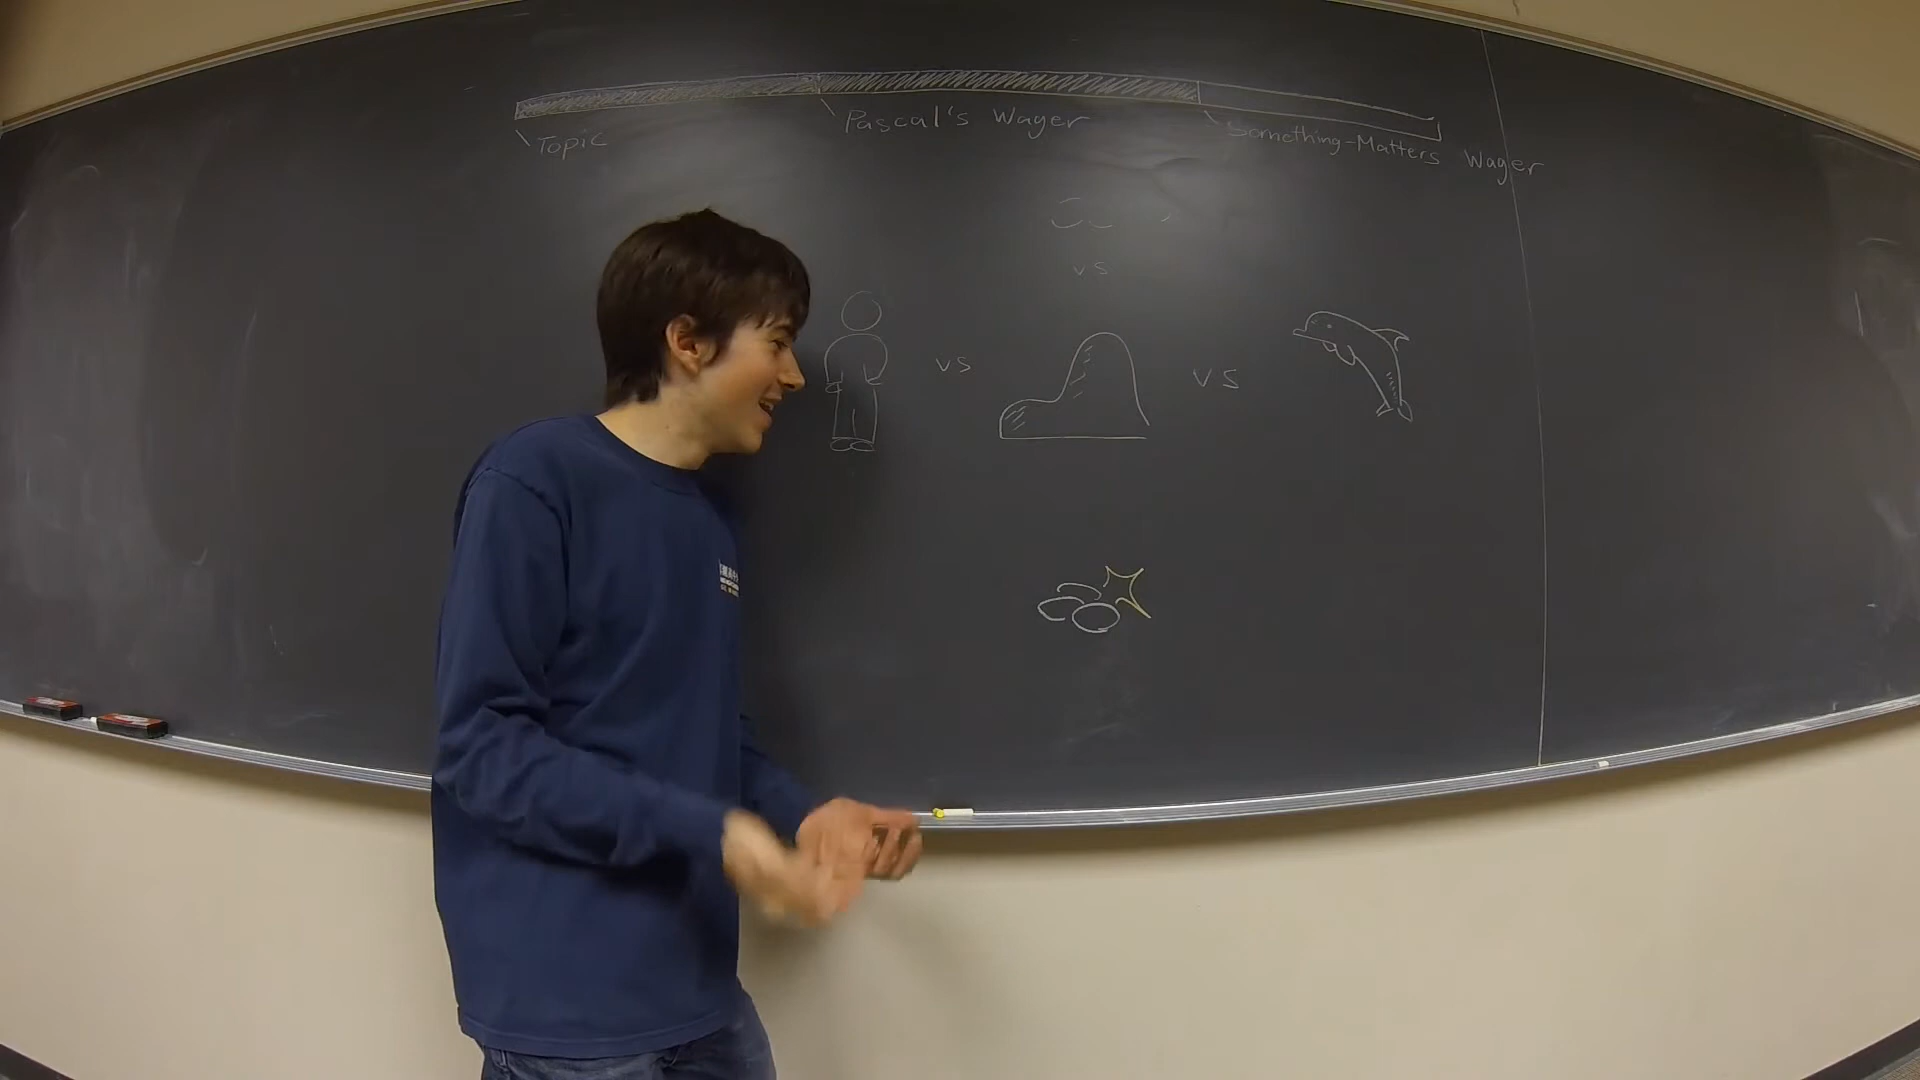 Topic
Pascal's Wager
Something-Matters Wager
vs
vs
vs